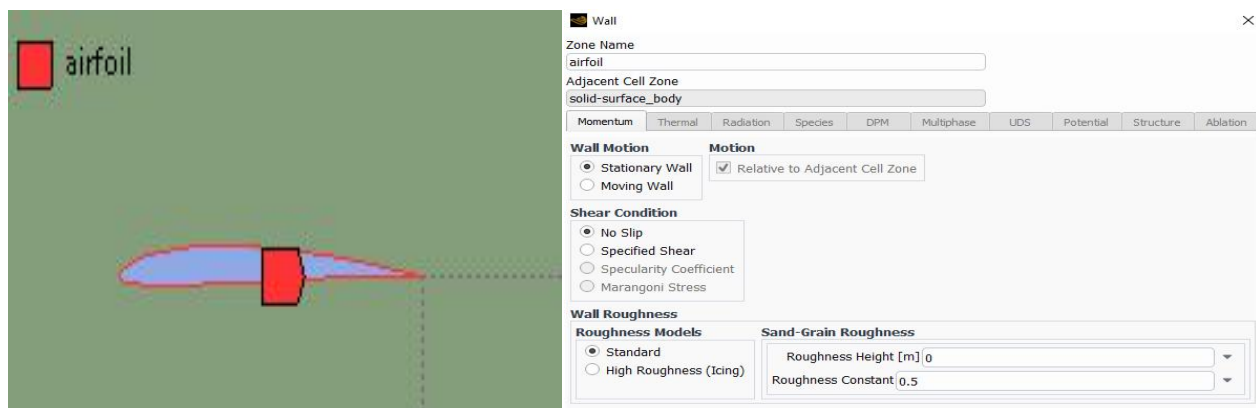 airfoil
Wall
Zone Name
airfoil
Adjacent Cell Zone
solid-surface_body
Momentum Thermal Radiation Species DPM Multiphase UDS Potential Structure Ablation
Wall Motion Motion
Stationary Wall Relative to Adjacent Cell Zone
Moving Wall
Shear Condition
No Slip
Specified Shear
Specularity Coefficient
Marangoni Stress
Wall Roughness
Roughness Models Sand-Grain Roughness
Standard Roughness Height [m] 0
High Roughness (Icing) Roughness Constant 0.5